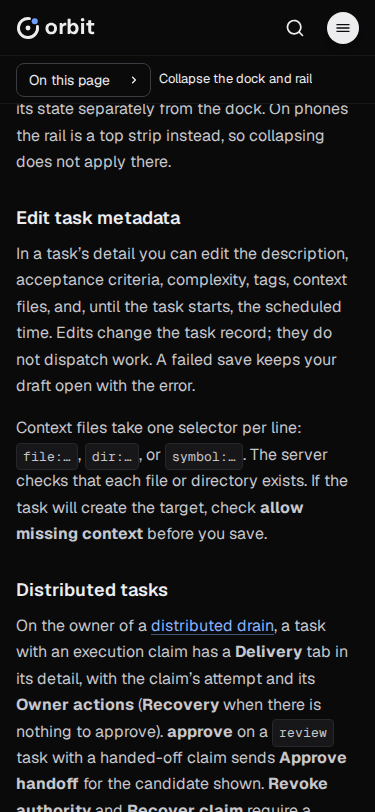 orbit
On this page
Collapse the dock and rail
its state separately from the dock. On phones
the rail is a top strip instead, so collapsing
does not apply there.
Edit task metadata
In a task’s detail you can edit the description,
acceptance criteria, complexity, tags, context
files, and, until the task starts, the scheduled
time. Edits change the task record; they do
not dispatch work. A failed save keeps your
draft open with the error.
Context files take one selector per line:
file:… , dir:… , or symbol:… . The server
checks that each file or directory exists. If the
task will create the target, check allow
missing context before you save.
Distributed tasks
On the owner of a distributed drain, a task
with an execution claim has a Delivery tab in
its detail, with the claim’s attempt and its
Owner actions (Recovery when there is
nothing to approve). approve on a review
task with a handed-off claim sends Approve
handoff for the candidate shown. Revoke
authority and Recover claim require a